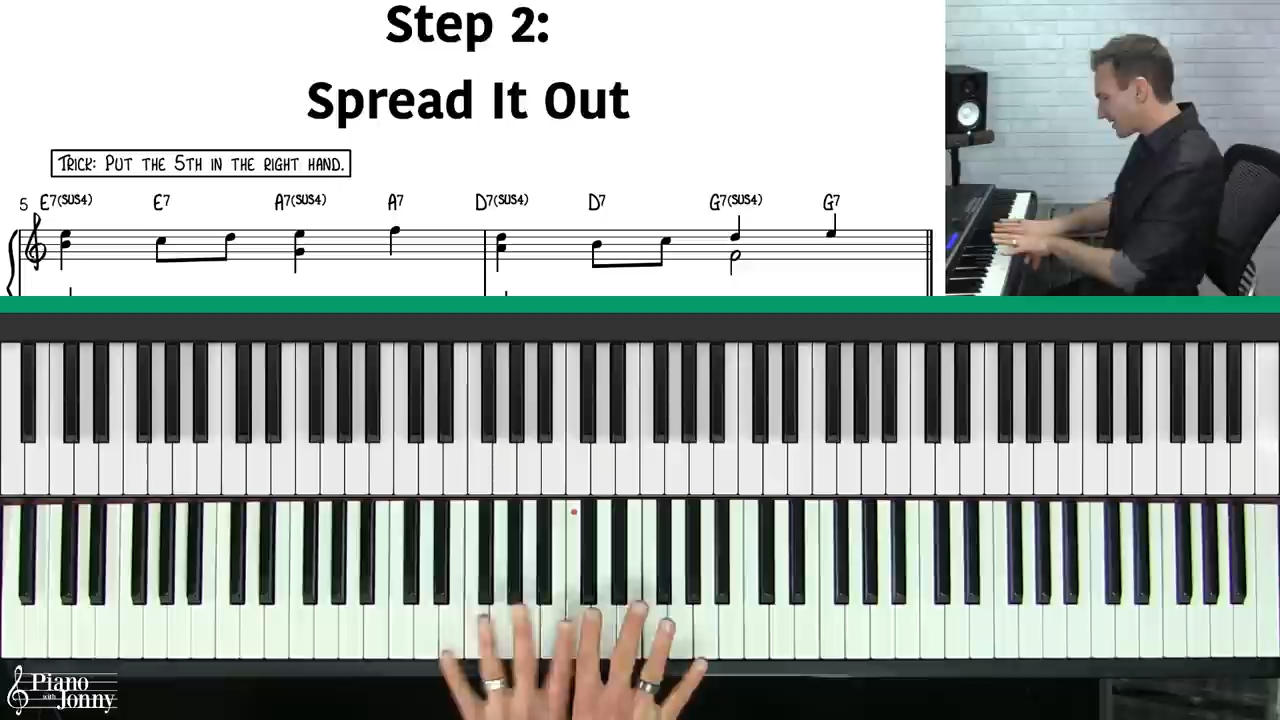 Step 2:
Spread It Out
TRICK: PUT THE 5TH IN THE RIGHT HAND.
5 E7(SUS4) E7 A7(SUS4) A7 D7(SUS4) D7 G7(SUS4) G7
Piano
with
Jonny